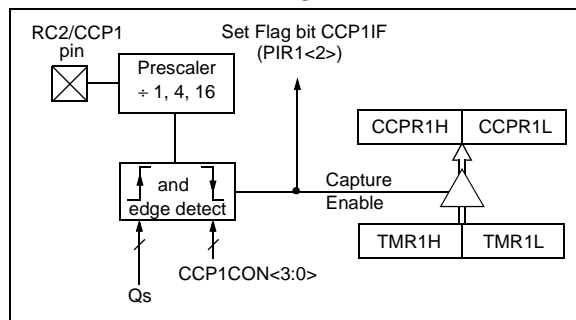 RC2/CCP1
pin
Prescaler
÷ 1, 4, 16
Set Flag bit CCP1IF
(PIR1<2>)
CCPR1H
CCPR1L
and
edge detect
Capture
Enable
TMR1H
TMR1L
CCP1CON<3:0>
Qs